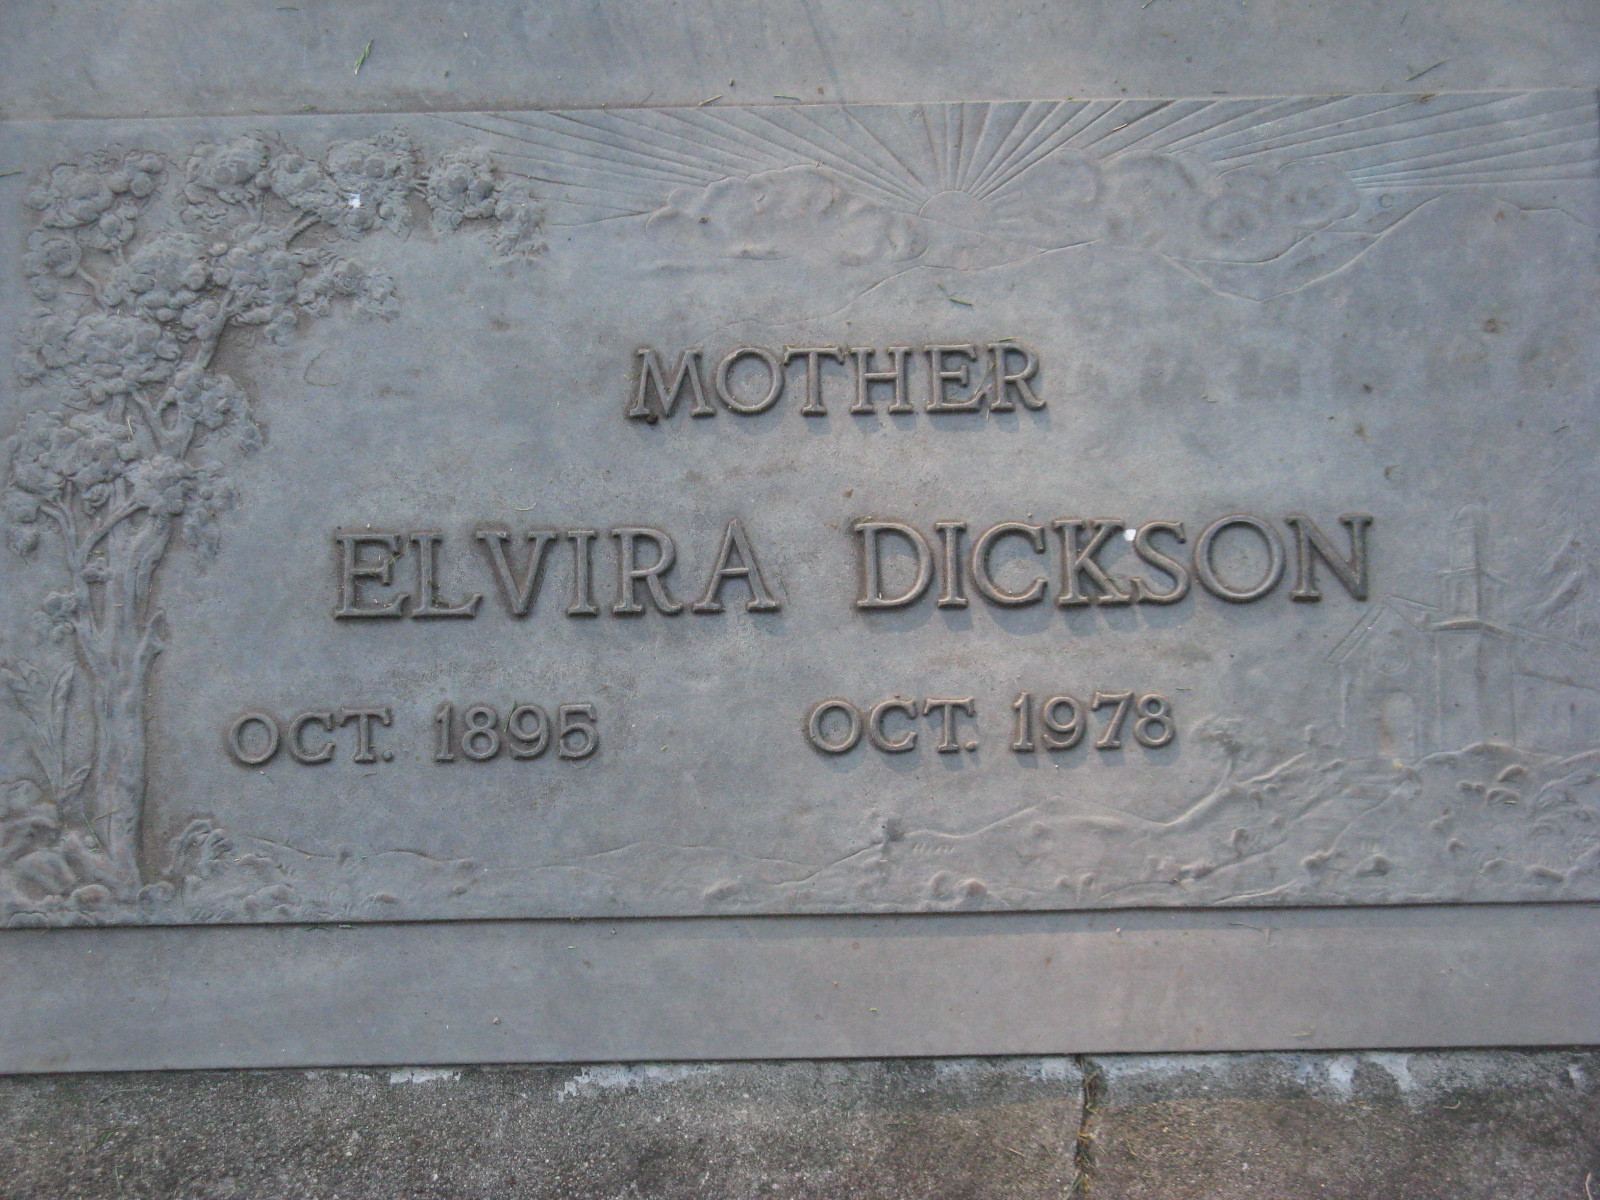 MOTHER
ELVIRA DICKSON
OCT. 1895 OCT. 1978